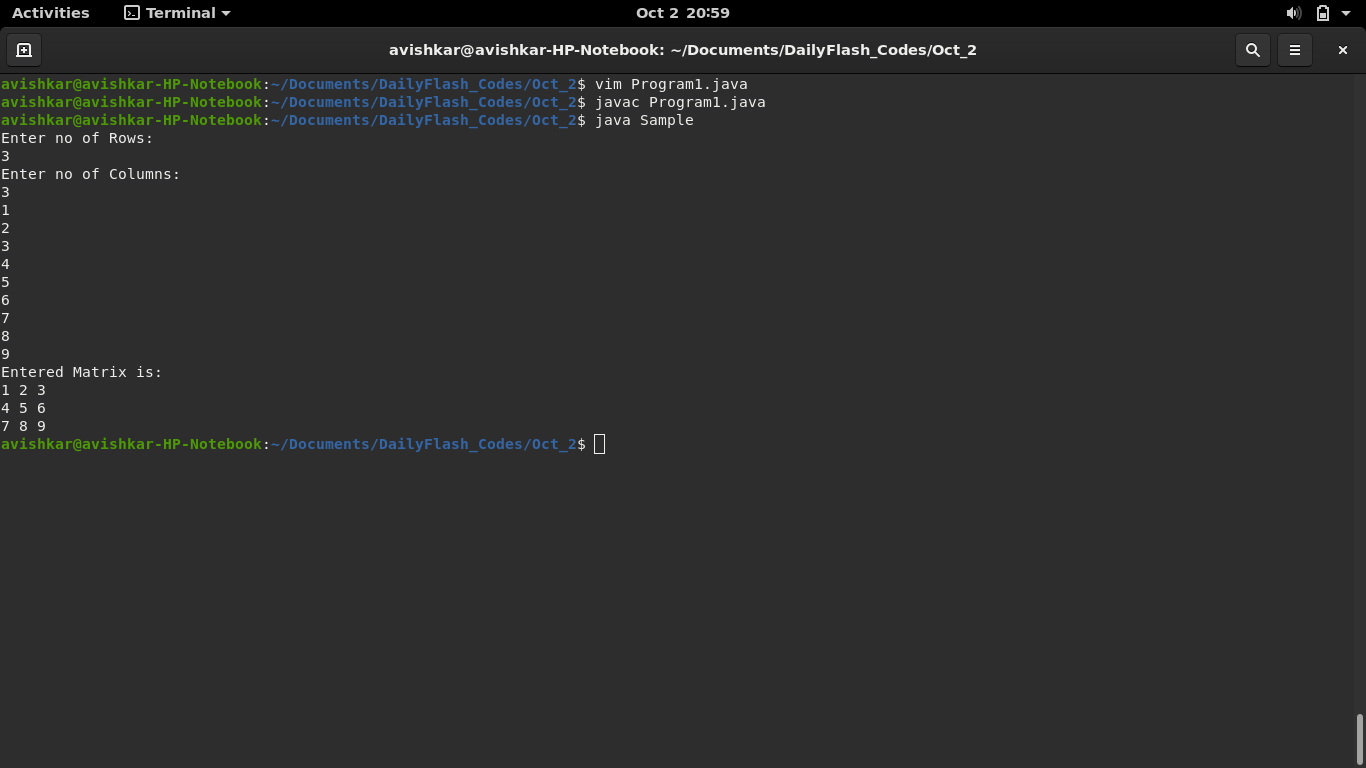 Activities Terminal Oct 2 20:59
avishkar@avishkar-HP-Notebook: ~/Documents/DailyFlash_Codes/Oct_2
avishkar@avishkar-HP-Notebook:~/Documents/DailyFlash_Codes/Oct_2$ vim Program1.java
avishkar@avishkar-HP-Notebook:~/Documents/DailyFlash_Codes/Oct_2$ javac Program1.java
avishkar@avishkar-HP-Notebook:~/Documents/DailyFlash_Codes/Oct_2$ java Sample
Enter no of Rows:
3
Enter no of Columns:
3
1
2
3
4
5
6
7
8
9
Entered Matrix is:
1 2 3
4 5 6
7 8 9
avishkar@avishkar-HP-Notebook:~/Documents/DailyFlash_Codes/Oct_2$